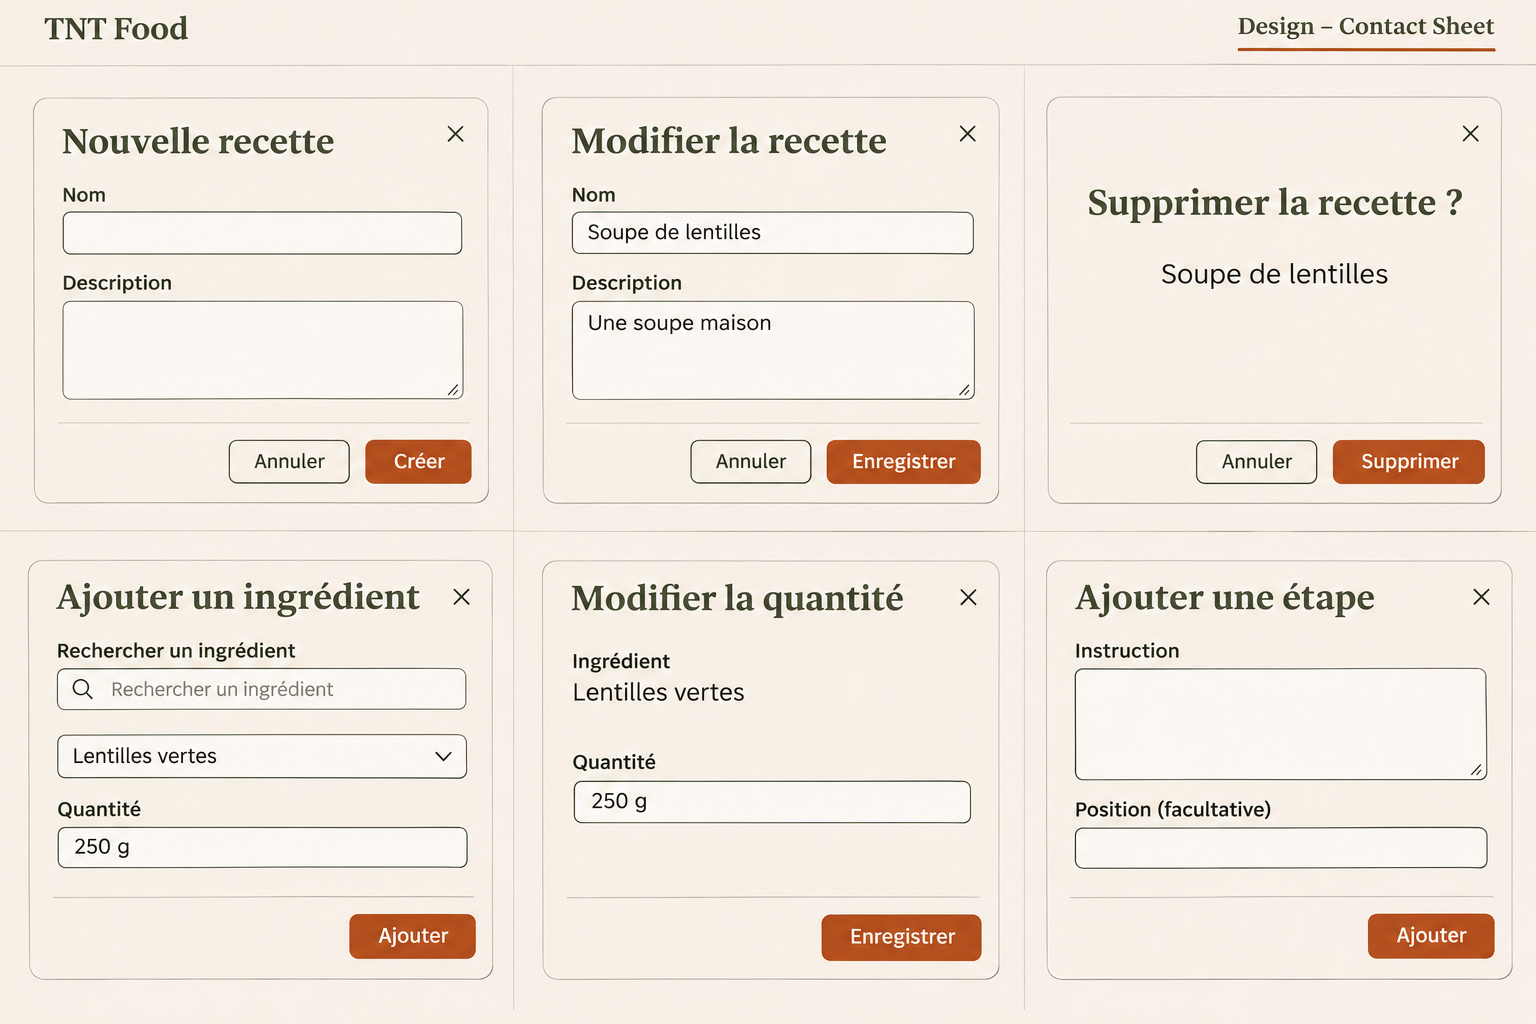 TNT Food
Design – Contact Sheet
Nouvelle recette
Nom
Description
Annuler
Créer
Modifier la recette
Nom
Soupe de lentilles
Description
Une soupe maison
Annuler
Enregistrer
Supprimer la recette ?
Soupe de lentilles
Annuler
Supprimer
Ajouter un ingrédient
Rechercher un ingrédient
Rechercher un ingrédient
Lentilles vertes
Quantité
250 g
Ajouter
Modifier la quantité
Ingrédient
Lentilles vertes
Quantité
250 g
Enregistrer
Ajouter une étape
Instruction
Position (facultative)
Ajouter